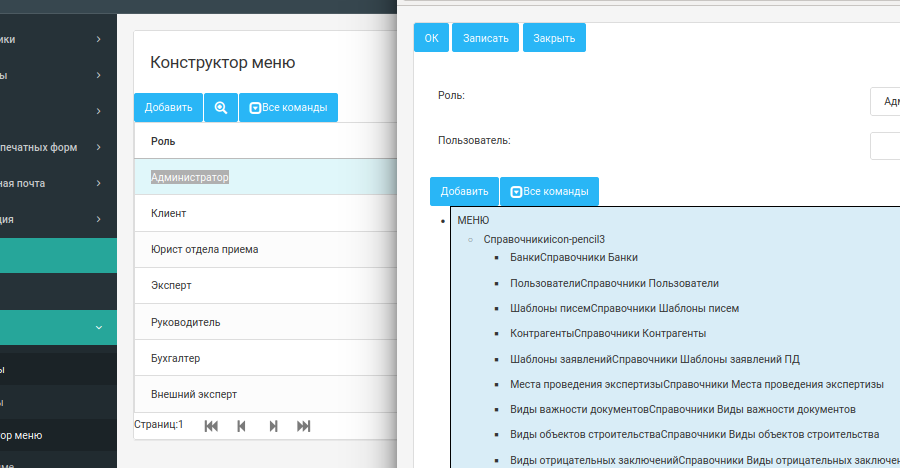 ики
ы
печатных форм
ная почта
ция
ы
ы
ор меню
Конструктор меню
Добавить
Все команды
Роль
Администратор
Клиент
Юрист отдела приема
Эксперт
Руководитель
Бухгалтер
Внешний эксперт
Страниц:1
ОК Записать Закрыть
Роль:
Адм
Пользователь:
Добавить
Все команды
МЕНЮ
Справочникиicon-pencil3
БанкиСправочники Банки
ПользователиСправочники Пользователи
Шаблоны писемСправочники Шаблоны писем
КонтрагентыСправочники Контрагенты
Шаблоны заявленийСправочники Шаблоны заявлений ПД
Места проведения экспертизыСправочники Места проведения экспертизы
Виды важности документовСправочники Виды важности документов
Виды объектов строительстваСправочники Виды объектов строительства
Виды отрицательных заключенийСправочники Виды отрицательных заключен